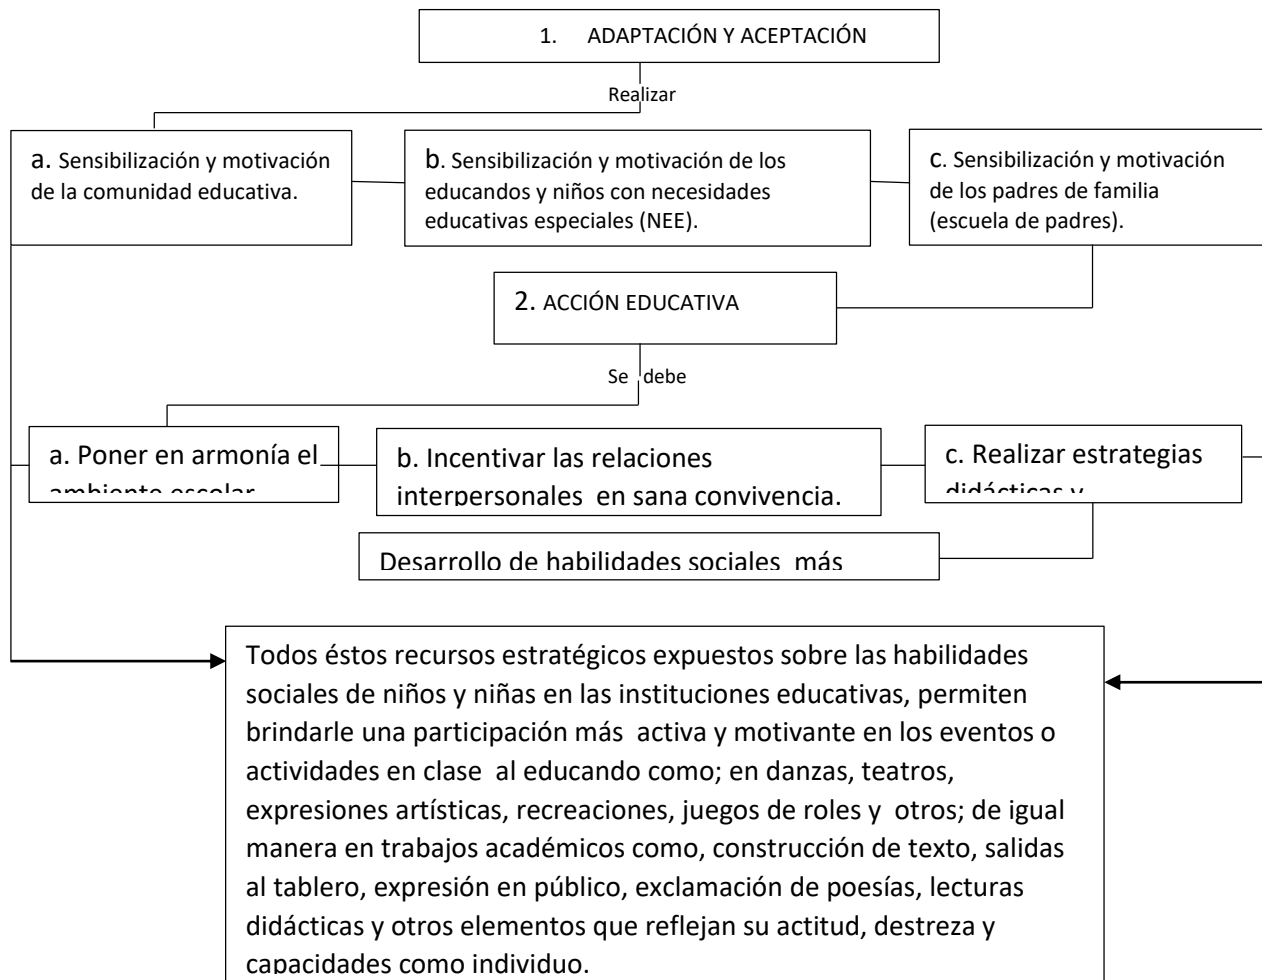 1. ADAPTACIÓN Y ACEPTACIÓN
Realizar
a. Sensibilización y motivación
de la comunidad educativa.
b. Sensibilización y motivación de los
educandos y niños con necesidades
educativas especiales (NEE).
c. Sensibilización y motivación
de los padres de familia
(escuela de padres).
2. ACCIÓN EDUCATIVA
Se debe
a. Poner en armonía el
ambiente escolar
b. Incentivar las relaciones
interpersonales en sana convivencia.
c. Realizar estrategias
didácticas y
Desarrollo de habilidades sociales más
Todos éstos recursos estratégicos expuestos sobre las habilidades
sociales de niños y niñas en las instituciones educativas, permiten
brindarle una participación más activa y motivante en los eventos o
actividades en clase al educando como; en danzas, teatros,
expresiones artísticas, recreaciones, juegos de roles y otros; de igual
manera en trabajos académicos como, construcción de texto, salidas
al tablero, expresión en público, exclamación de poesías, lecturas
didácticas y otros elementos que reflejan su actitud, destreza y
capacidades como individuo.